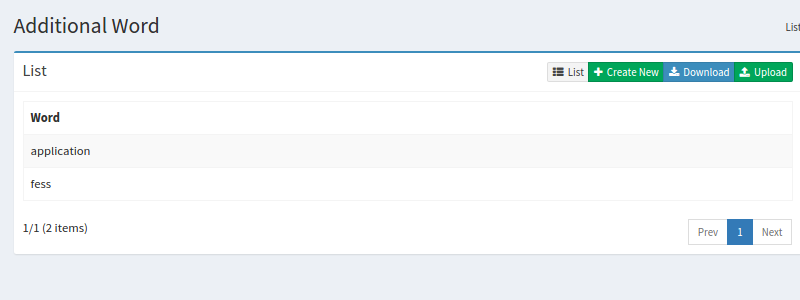 Additional Word
List
List
List Create New Download Upload
Word
application
fess
1/1 (2 items)
Prev 1 Next